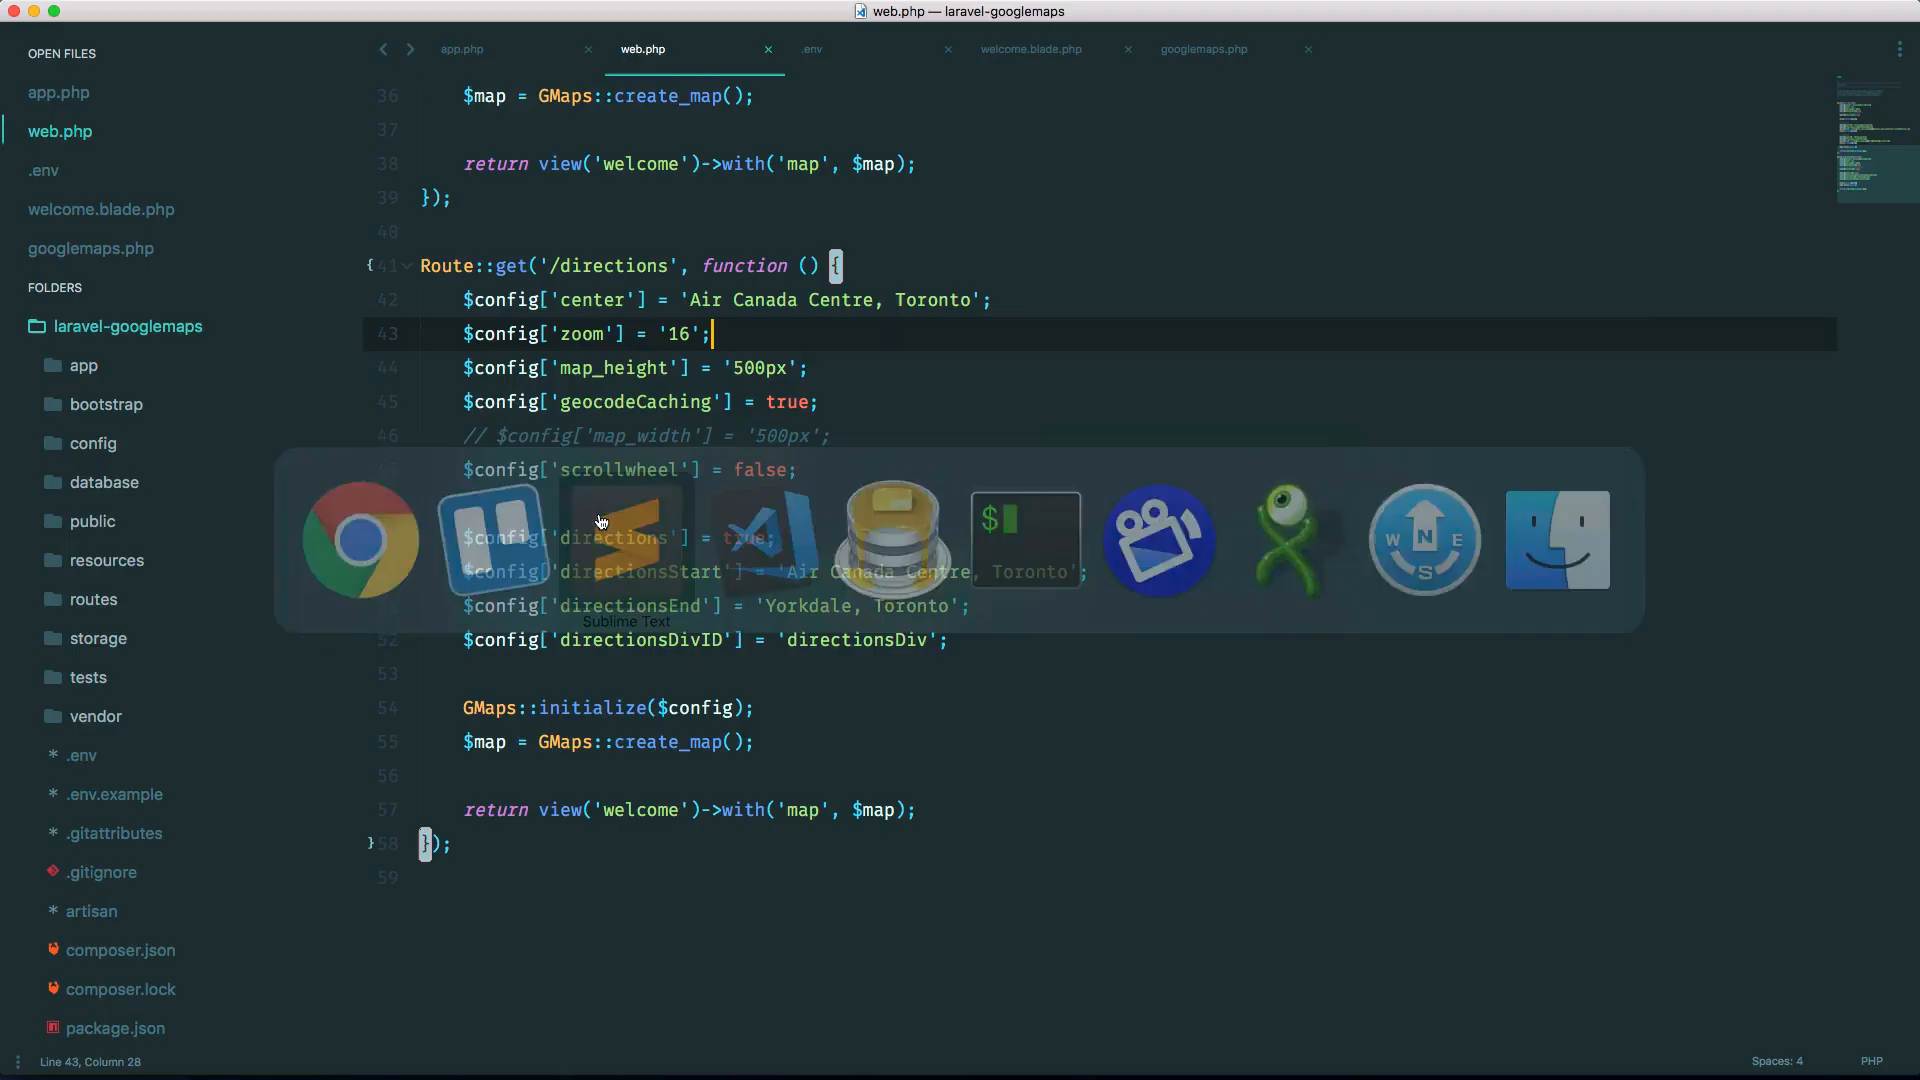 web.php — laravel-googlemaps
OPEN FILES
app.php
web.php
.env
welcome.blade.php
googlemaps.php
FOLDERS
laravel-googlemaps
app
bootstrap
config
database
public
resources
routes
storage
tests
vendor
* .env
* .env.example
* .gitattributes
.gitignore
* artisan
composer.json
composer.lock
package.json
app.php × web.php × .env × welcome.blade.php × googlemaps.php ×
36 $map = GMaps::create_map();
37
38 return view('welcome')->with('map', $map);
39 });
40
{ 41 Route::get('/directions', function () {
42 $config['center'] = 'Air Canada Centre, Toronto';
43 $config['zoom'] = '16';
44 $config['map_height'] = '500px';
45 $config['geocodeCaching'] = true;
46 // $config['map_width'] = '500px';
$config['scrollwheel'] = false;
$config['directions'] = true;
$config['directionsStart'] = 'Air Canada Centre, Toronto';
$config['directionsEnd'] = 'Yorkdale, Toronto';
52 $config['directionsDivID'] = 'directionsDiv';
53
54 GMaps::initialize($config);
55 $map = GMaps::create_map();
56
57 return view('welcome')->with('map', $map);
} 58 });
59
$
W N E
S
Sublime Text
Line 43, Column 28
Spaces: 4
PHP